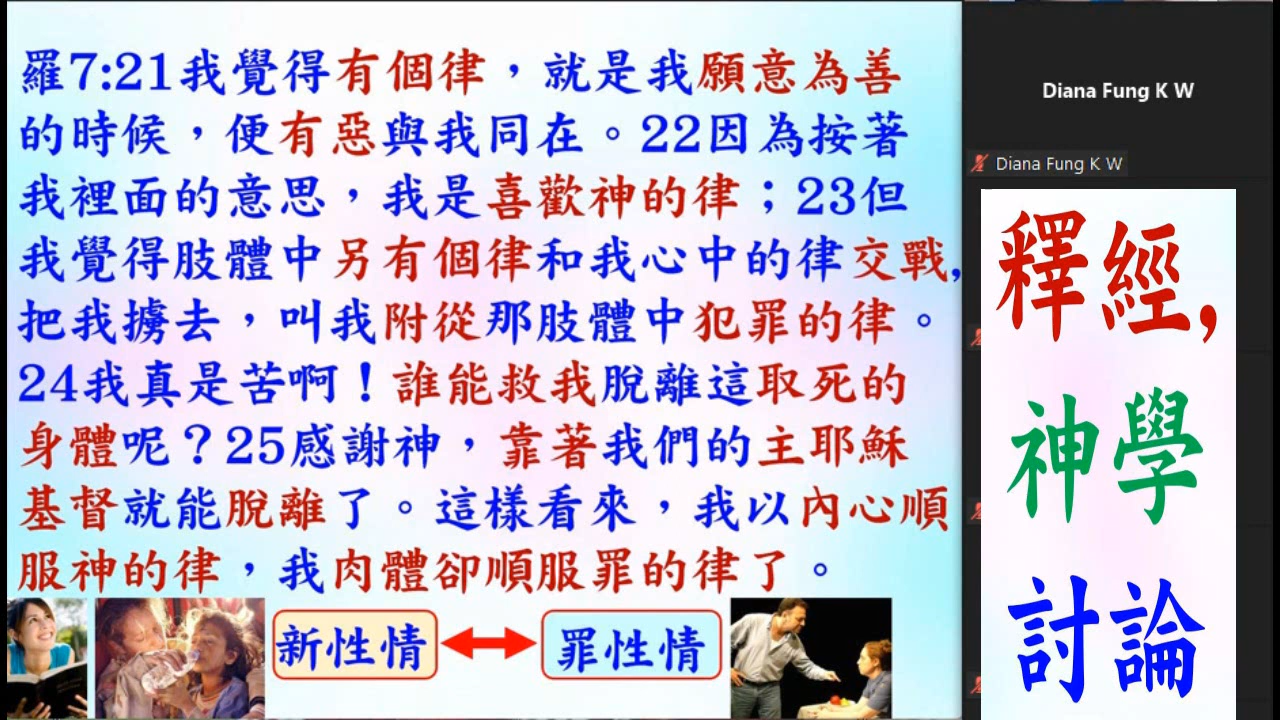 羅7:21我覺得有個律，就是我願意為善
的時候，便有惡與我同在。22因為按著
我裡面的意思，我是喜歡神的律；23但
我覺得肢體中另有個律和我心中的律交戰,
把我擄去，叫我附從那肢體中犯罪的律。
24我真是苦啊！誰能救我脫離這取死的
身體呢？25感謝神，靠著我們的主耶穌
基督就能脫離了。這樣看來，我以內心順
服神的律，我肉體卻順服罪的律了。
新性情
罪性情
Diana Fung K W
Diana Fung K W
釋經,
神學
討論